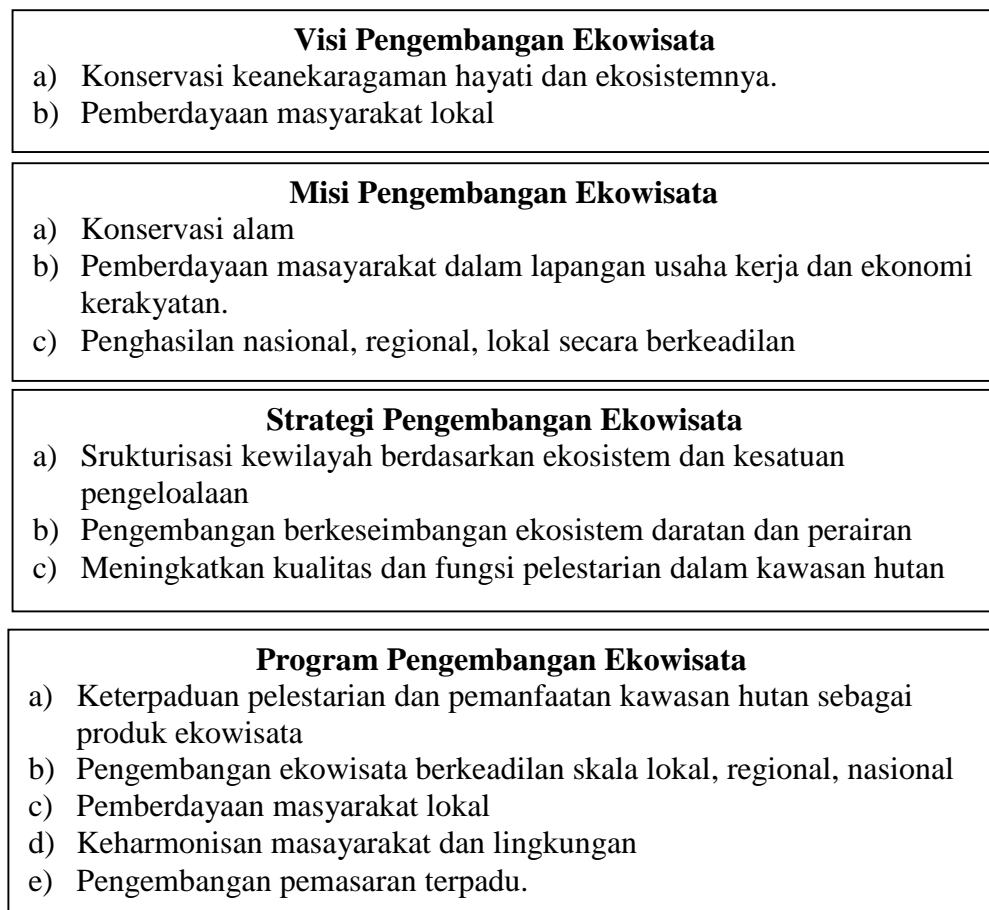 Visi Pengembangan Ekowisata
a) Konservasi keanekaragaman hayati dan ekosistemnya.
b) Pemberdayaan masyarakat lokal
Misi Pengembangan Ekowisata
a) Konservasi alam
b) Pemberdayaan masayarakat dalam lapangan usaha kerja dan ekonomi
kerakyatan.
c) Penghasilan nasional, regional, lokal secara berkeadilan
Strategi Pengembangan Ekowisata
a) Srukturisasi kewilayah berdasarkan ekosistem dan kesatuan
pengeloalaan
b) Pengembangan berkeseimbangan ekosistem daratan dan perairan
c) Meningkatkan kualitas dan fungsi pelestarian dalam kawasan hutan
Program Pengembangan Ekowisata
a) Keterpaduan pelestarian dan pemanfaatan kawasan hutan sebagai
produk ekowisata
b) Pengembangan ekowisata berkeadilan skala lokal, regional, nasional
c) Pemberdayaan masyarakat lokal
d) Keharmonisan masayarakat dan lingkungan
e) Pengembangan pemasaran terpadu.